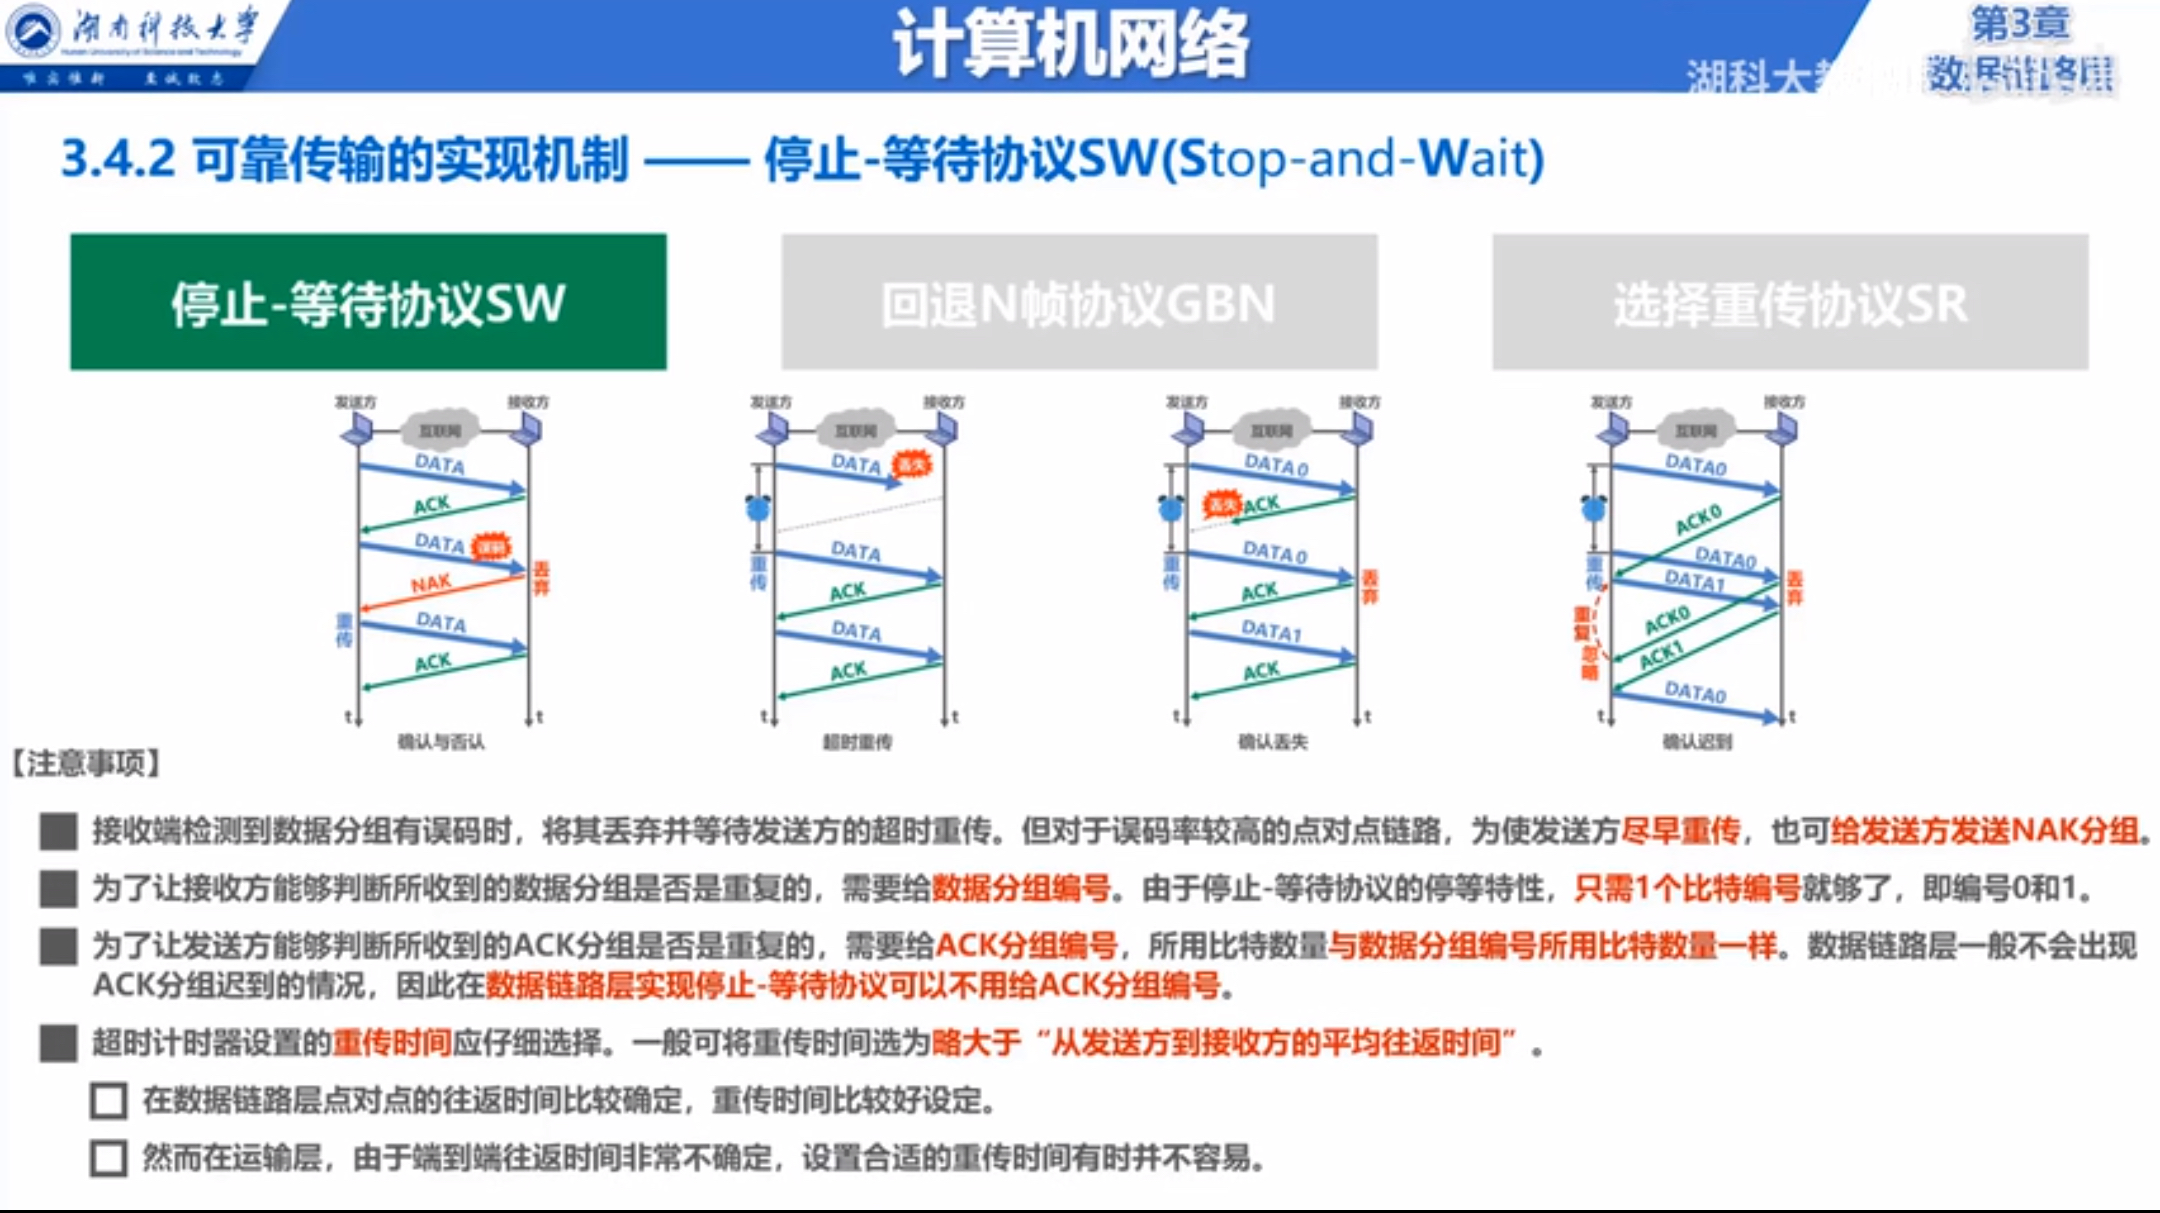 湖南科技大学
Hunan University of Science and Technology
唯实惟新 至诚致志
计算机网络
第3章
数据链路层
3.4.2 可靠传输的实现机制 —— 停止-等待协议SW(Stop-and-Wait)
停止-等待协议SW
回退N帧协议GBN
选择重传协议SR
发送方 接收方
互联网
DATA
ACK
DATA 误码
丢弃
NAK
重传
DATA
ACK
t t
确认与否认
发送方 接收方
互联网
DATA 丢失
重传
DATA
ACK
DATA
ACK
t t
超时重传
发送方 接收方
互联网
DATA 0
丢失 ACK
重传
DATA 0
丢弃
ACK
DATA1
ACK
t t
确认丢失
发送方 接收方
互联网
DATA0
ACK0
重传
DATA0
DATA1
丢弃
重复忽略
ACK0
ACK1
DATA0
t t
确认迟到
【注意事项】
接收端检测到数据分组有误码时，将其丢弃并等待发送方的超时重传。但对于误码率较高的点对点链路，为使发送方尽早重传，也可给发送方发送NAK分组。
为了让接收方能够判断所收到的数据分组是否是重复的，需要给数据分组编号。由于停止-等待协议的停等特性，只需1个比特编号就够了，即编号0和1。
为了让发送方能够判断所收到的ACK分组是否是重复的，需要给ACK分组编号，所用比特数量与数据分组编号所用比特数量一样。数据链路层一般不会出现
ACK分组迟到的情况，因此在数据链路层实现停止-等待协议可以不用给ACK分组编号。
超时计时器设置的重传时间应仔细选择。一般可将重传时间选为略大于“从发送方到接收方的平均往返时间”。
在数据链路层点对点的往返时间比较确定，重传时间比较好设定。
然而在运输层，由于端到端往返时间非常不确定，设置合适的重传时间有时并不容易。